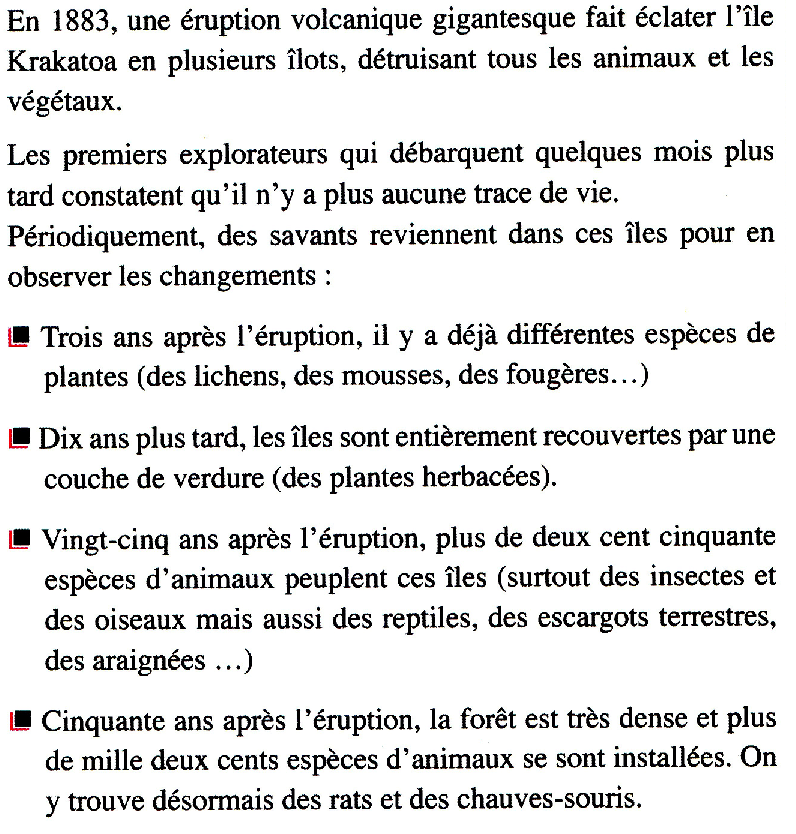 En 1883, une éruption volcanique gigantesque fait éclater l'île
Krakatoa en plusieurs îlots, détruisant tous les animaux et les
végétaux.
Les premiers explorateurs qui débarquent quelques mois plus
tard constatent qu'il n'y a plus aucune trace de vie.
Périodiquement, des savants reviennent dans ces îles pour en
observer les changements :
Trois ans après l'éruption, il y a déjà différentes espèces de
plantes (des lichens, des mousses, des fougères...)
Dix ans plus tard, les îles sont entièrement recouvertes par une
couche de verdure (des plantes herbacées).
Vingt-cinq ans après l'éruption, plus de deux cent cinquante
espèces d'animaux peuplent ces îles (surtout des insectes et
des oiseaux mais aussi des reptiles, des escargots terrestres,
des araignées ...)
Cinquante ans après l'éruption, la forêt est très dense et plus
de mille deux cents espèces d'animaux se sont installées. On
y trouve désormais des rats et des chauves-souris.